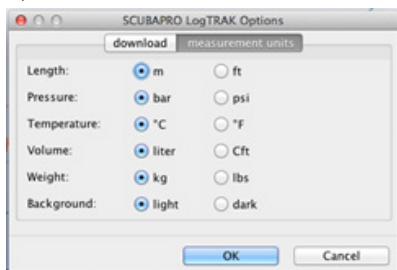 SCUBAPRO LogTRAK Options
download measurement units
Length: m ft
Pressure: bar psi
Temperature: °C °F
Volume: liter Cft
Weight: kg lbs
Background: light dark
OK Cancel